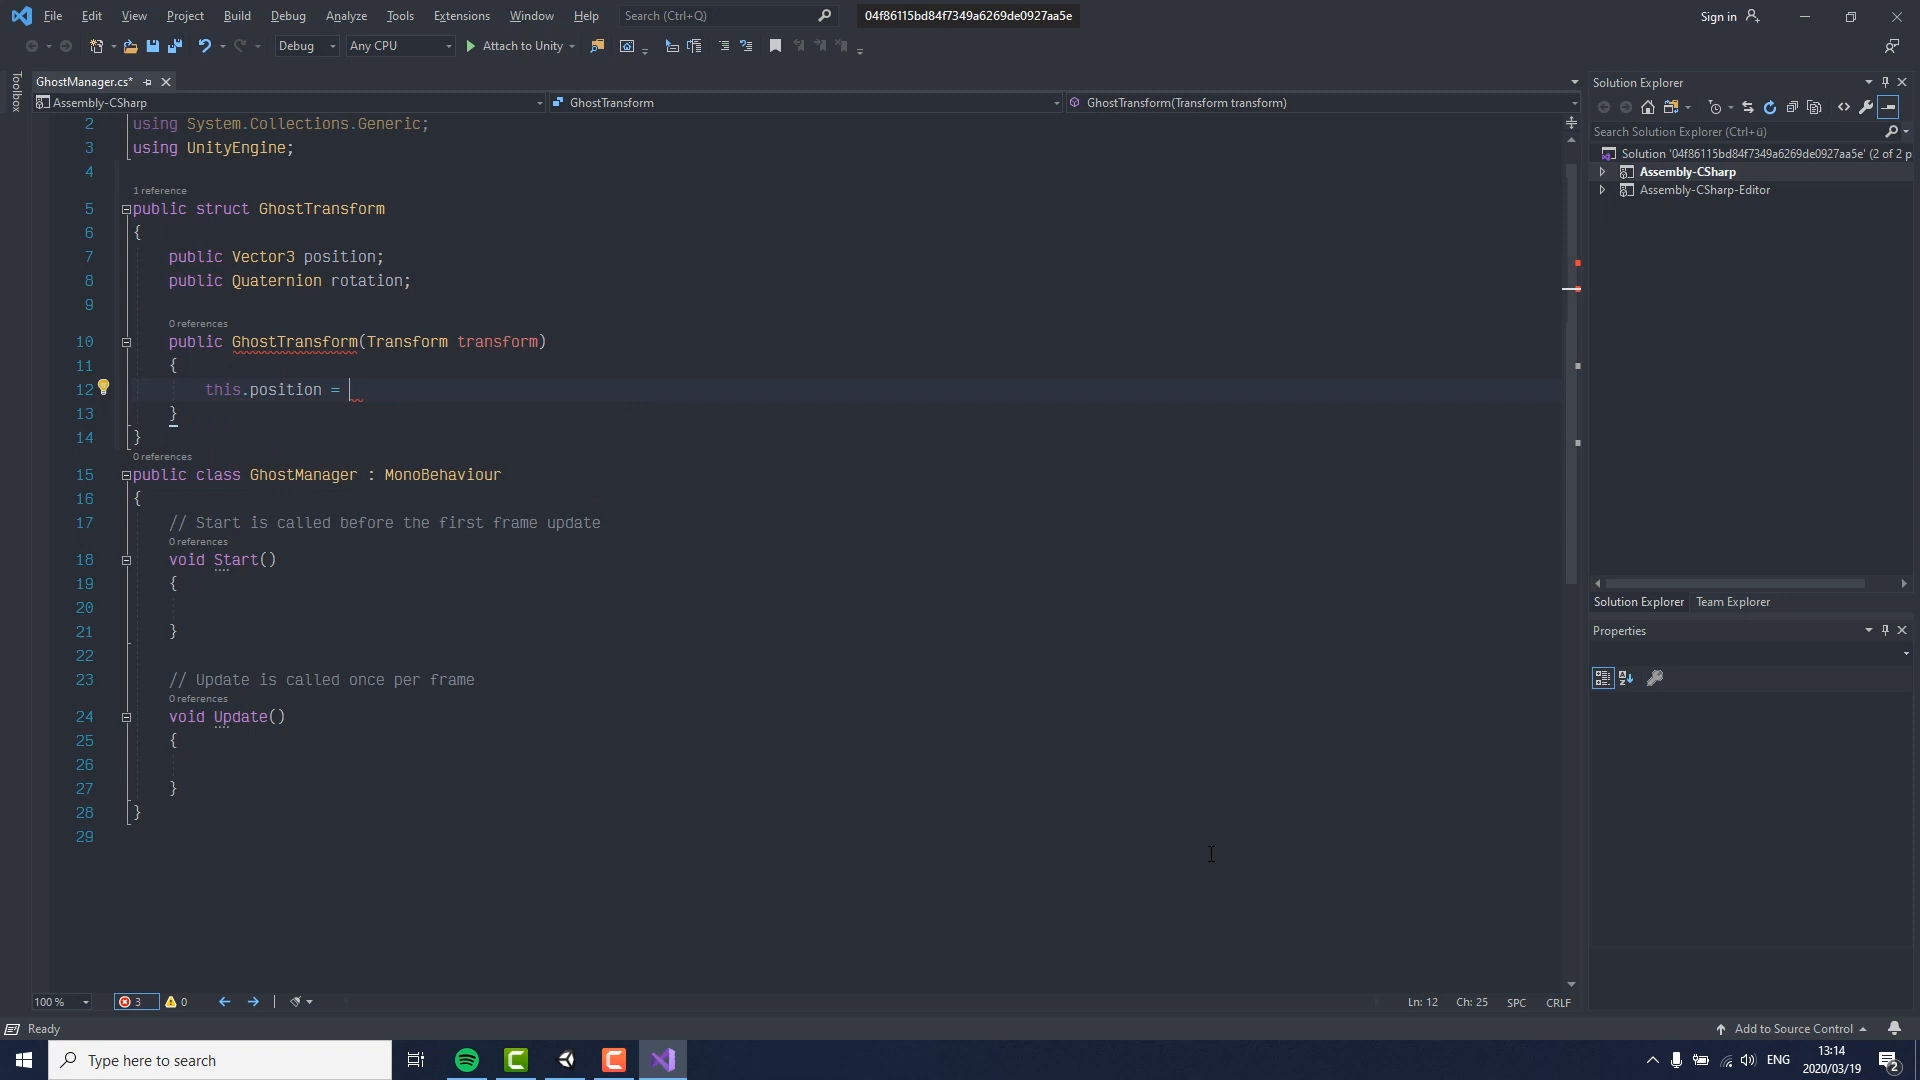 File Edit View Project Build Debug Analyze Tools Extensions Window Help Search (Ctrl+Q) 04f86115bd84f7349a6269de0927aa5e Sign in
Debug Any CPU Attach to Unity
Toolbox
GhostManager.cs*
Assembly-CSharp GhostTransform GhostTransform(Transform transform)
2 using System.Collections.Generic;
3 using UnityEngine;
4
1 reference
5 public struct GhostTransform
6 {
7 public Vector3 position;
8 public Quaternion rotation;
9
0 references
10 public GhostTransform(Transform transform)
11 {
12 this.position =
13 }
14 }
0 references
15 public class GhostManager : MonoBehaviour
16 {
17 // Start is called before the first frame update
0 references
18 void Start()
19 {
20
21 }
22
23 // Update is called once per frame
0 references
24 void Update()
25 {
26
27 }
28 }
29
100 % 3 0 Ln: 12 Ch: 25 SPC CRLF
Solution Explorer
Search Solution Explorer (Ctrl+ü)
Solution '04f86115bd84f7349a6269de0927aa5e' (2 of 2 p
Assembly-CSharp
Assembly-CSharp-Editor
Solution Explorer Team Explorer
Properties
Ready Add to Source Control
Type here to search ENG 13:14
2020/03/19 2